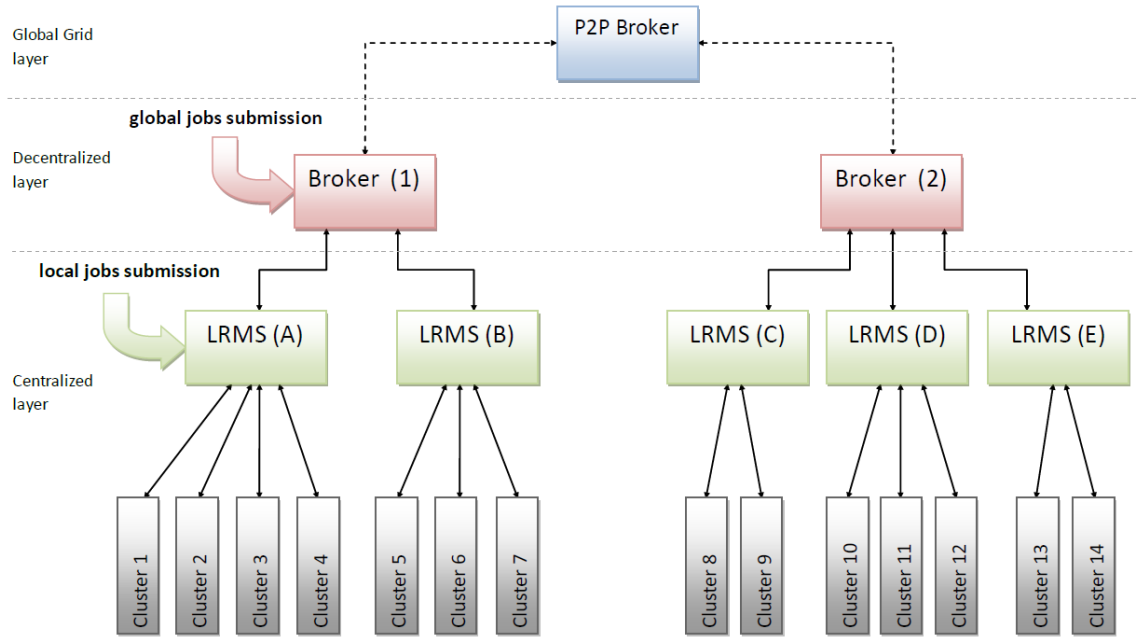 Global Grid
layer
P2P Broker
global jobs submission
Decentralized
layer
Broker (1)
Broker (2)
local jobs submission
LRMS (A)
LRMS (B)
LRMS (C)
LRMS (D)
LRMS (E)
Centralized
layer
Cluster 1
Cluster 2
Cluster 3
Cluster 4
Cluster 5
Cluster 6
Cluster 7
Cluster 8
Cluster 9
Cluster 10
Cluster 11
Cluster 12
Cluster 13
Cluster 14